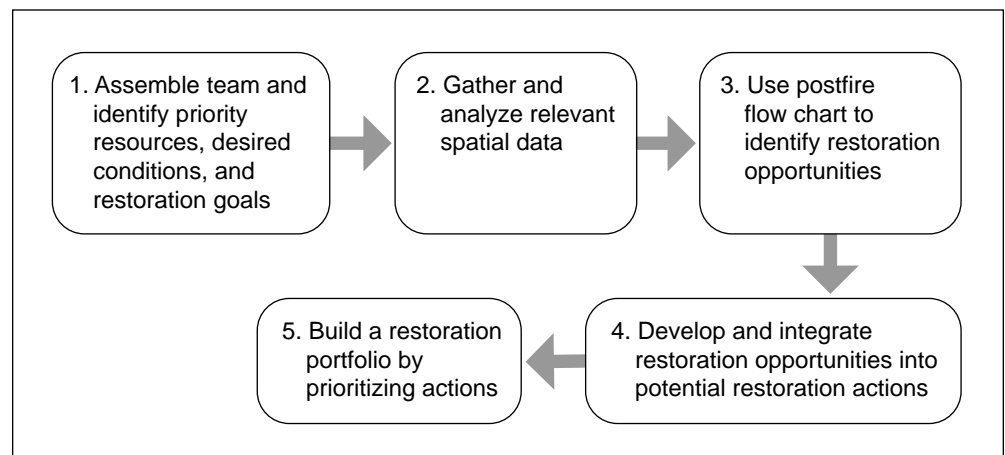 1. Assemble team and
identify priority
resources, desired
conditions, and
restoration goals
2. Gather and
analyze relevant
spatial data
3. Use postfire
flow chart to
identify restoration
opportunities
4. Develop and integrate
restoration opportunities into
potential restoration actions
5. Build a restoration
portfolio by
prioritizing actions